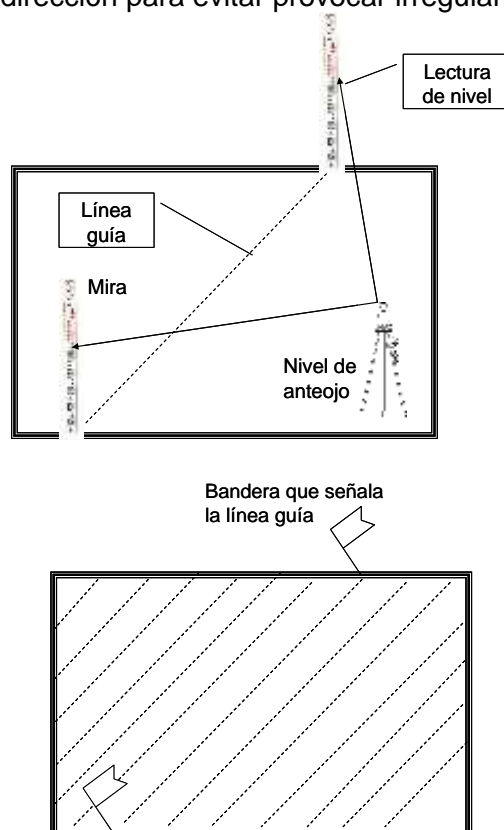 dirección para evitar provocar irregular
Lectura
de nivel
Línea
guía
Mira
Nivel de
anteojo
Bandera que señala
la línea guía